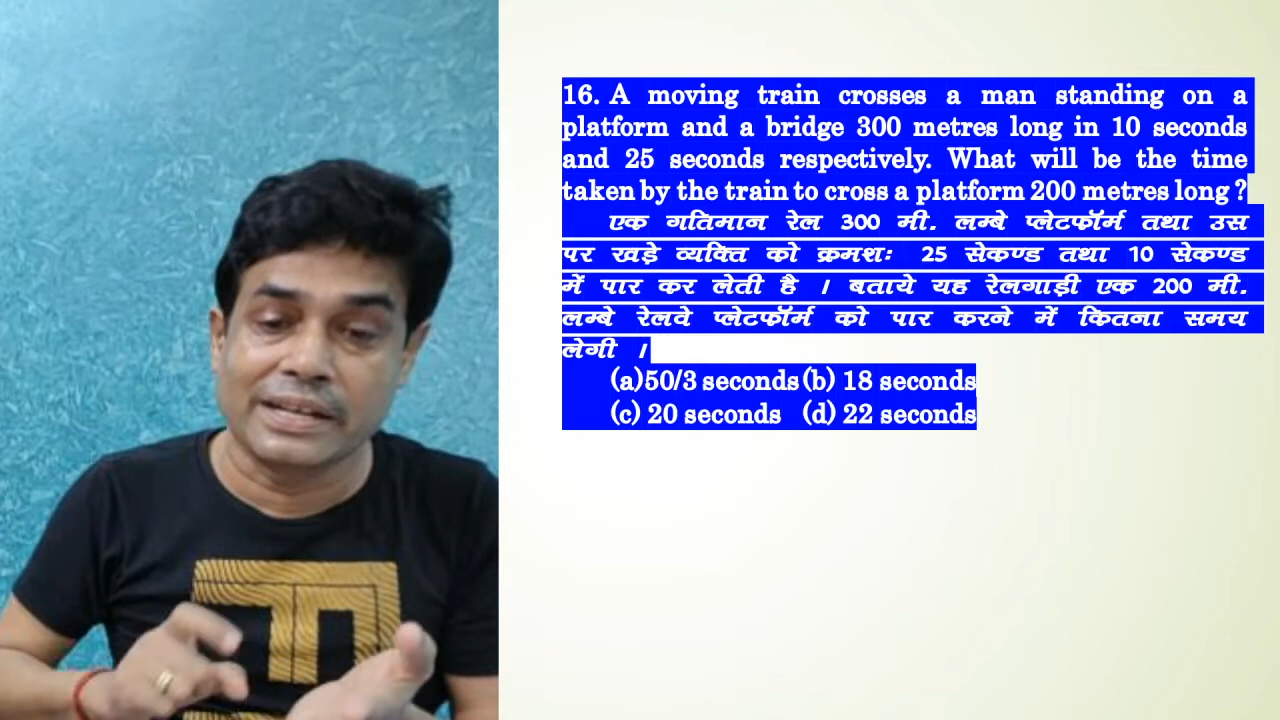 16. A moving train crosses a man standing on a
platform and a bridge 300 metres long in 10 seconds
and 25 seconds respectively. What will be the time
taken by the train to cross a platform 200 metres long ?
एक गतिमान रेल 300 मी. लम्बे प्लेटफॉर्म तथा उस
पर खड़े व्यक्ति को क्रमशः 25 सेकण्ड तथा 10 सेकण्ड
में पार कर लेती है । बताये यह रेलगाड़ी एक 200 मी.
लम्बे रेलवे प्लेटफॉर्म को पार करने में कितना समय
लेगी ।
(a)50/3 seconds(b) 18 seconds
(c) 20 seconds (d) 22 seconds